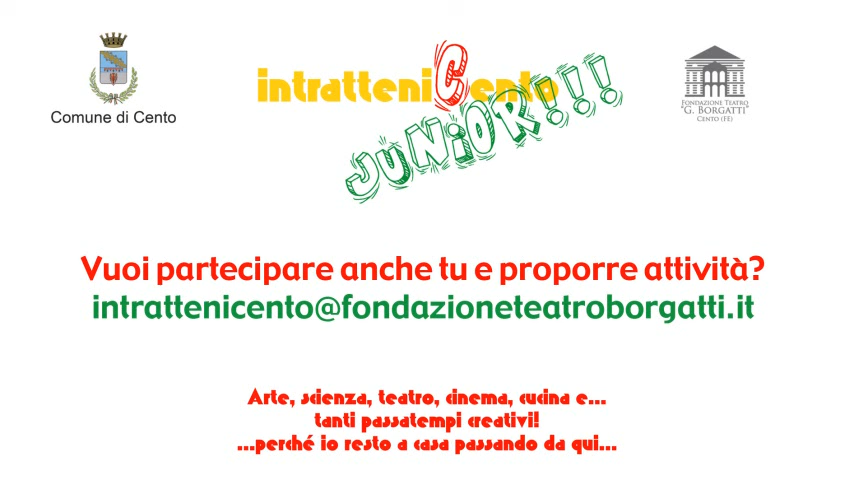 Comune di Cento
intratteniCento
JUNiOR!!!
FONDAZIONE TEATRO
"G. BORGATTI"
CENTO (FE)
Vuoi partecipare anche tu e proporre attività?
intrattenicento@fondazioneteatroborgatti.it
Arte, scienza, teatro, cinema, cucina e...
tanti passatempi creativi!
...perché io resto a casa passando da qui...